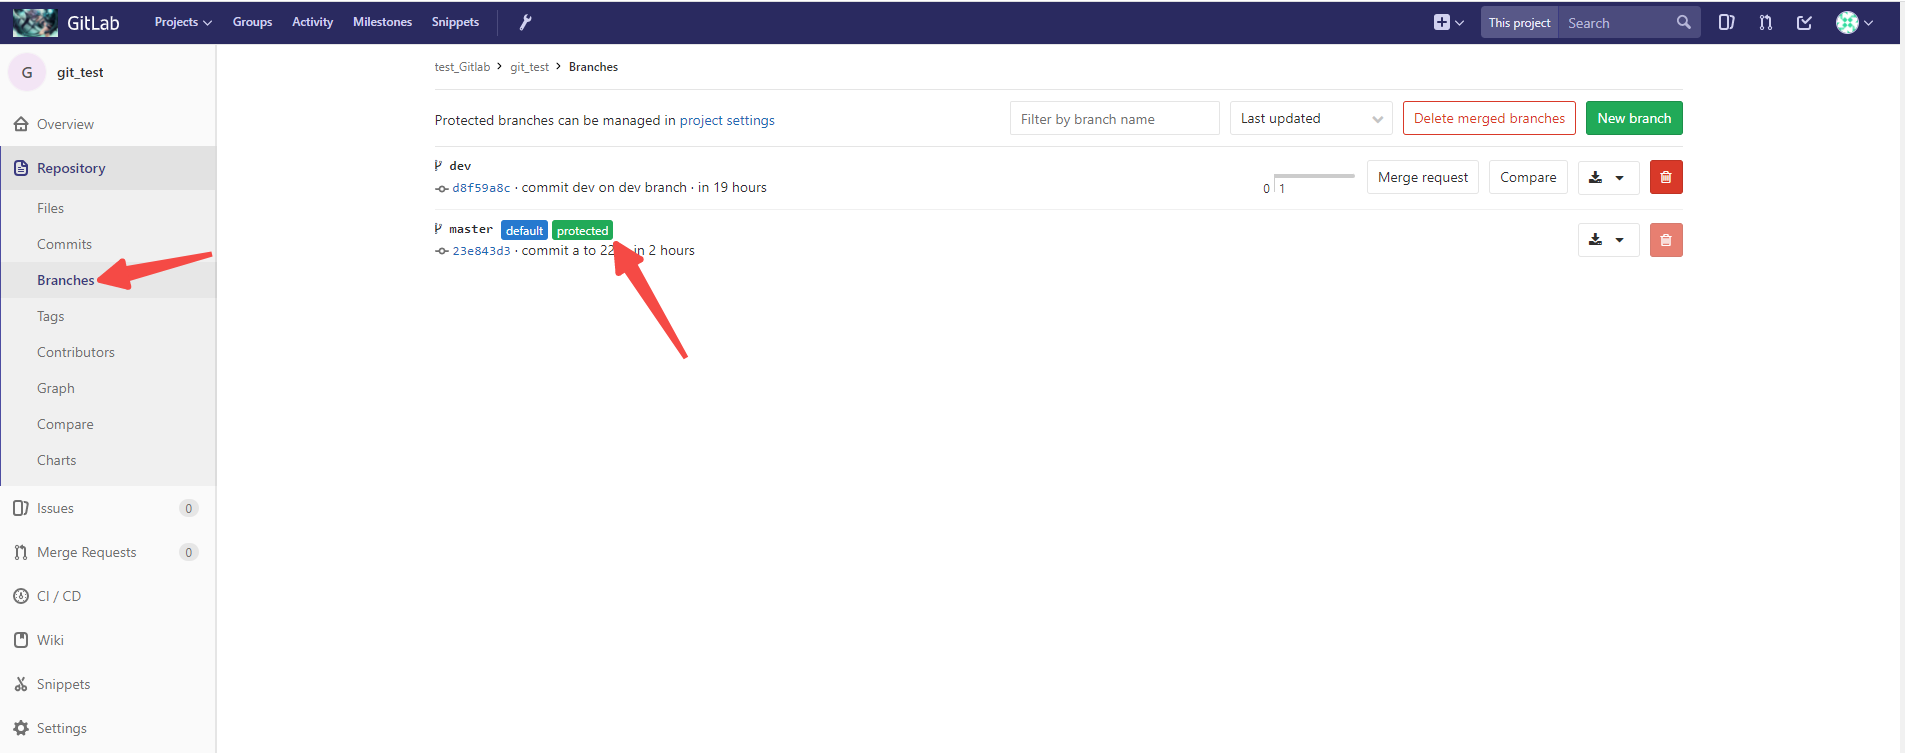 GitLab Projects Groups Activity Milestones Snippets This project Search
G git_test
test_Gitlab > git_test > Branches
Overview
Protected branches can be managed in project settings Filter by branch name Last updated Delete merged branches New branch
Repository
dev
d8f59a8c · commit dev on dev branch · in 19 hours 0 1 Merge request Compare
Files
master default protected
23e843d3 · commit a to 22 in 2 hours
Commits
Branches
Tags
Contributors
Graph
Compare
Charts
Issues 0
Merge Requests 0
CI / CD
Wiki
Snippets
Settings